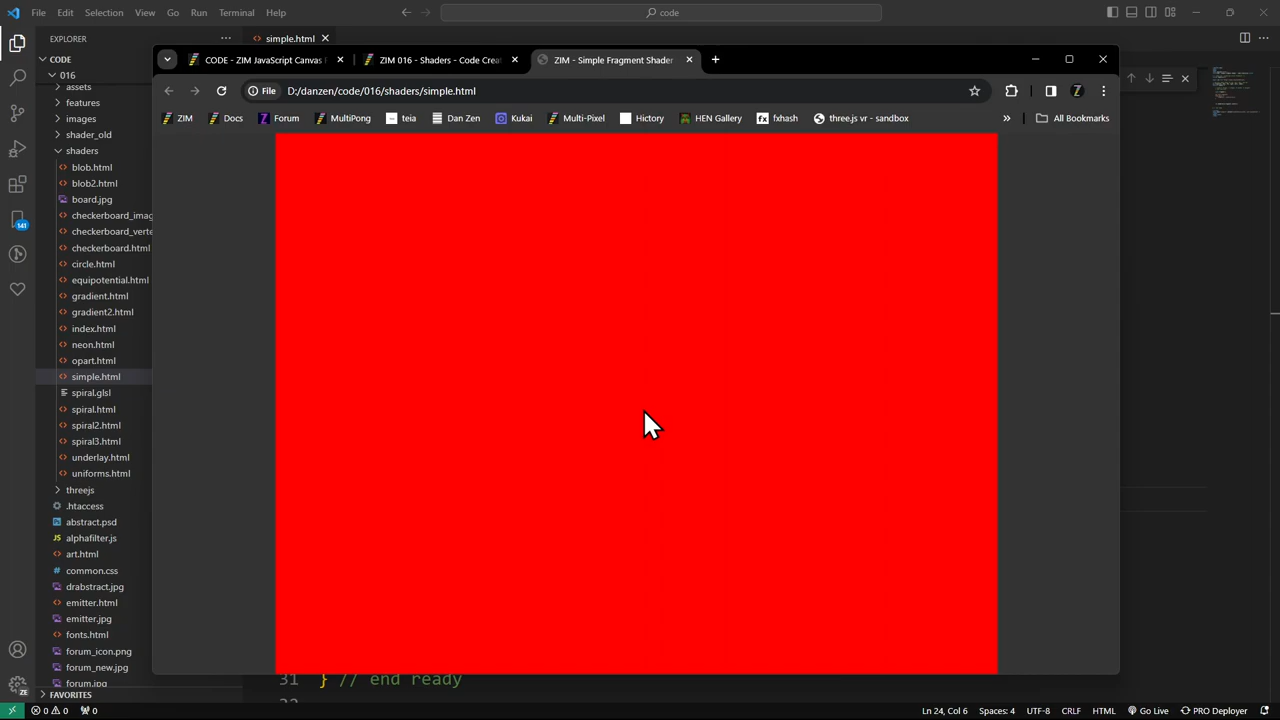 File Edit Selection View Go Run Terminal Help
code
EXPLORER
simple.html
CODE
016
assets
features
images
shader_old
shaders
blob.html
blob2.html
board.jpg
checkerboard_imag
checkerboard_verte
checkerboard.html
circle.html
equipotential.html
gradient.html
gradient2.html
index.html
neon.html
opart.html
simple.html
spiral.glsl
spiral.html
spiral2.html
spiral3.html
underlay.html
uniforms.html
threejs
.htaccess
abstract.psd
alphafilter.js
art.html
common.css
drabstract.jpg
emitter.html
emitter.jpg
fonts.html
forum_icon.png
forum_new.jpg
forum.jpg
FAVORITES
141
ZE
CODE - ZIM JavaScript Canvas F
ZIM 016 - Shaders - Code Crea
ZIM - Simple Fragment Shader
File D:/danzen/code/016/shaders/simple.html
ZIM Docs Forum MultiPong teia Dan Zen Kukai Multi-Pixel Hictory HEN Gallery fx fxhash three.js vr - sandbox » All Bookmarks
31 } // end ready
0 0 0 Ln 24, Col 6 Spaces: 4 UTF-8 CRLF HTML Go Live PRO Deployer